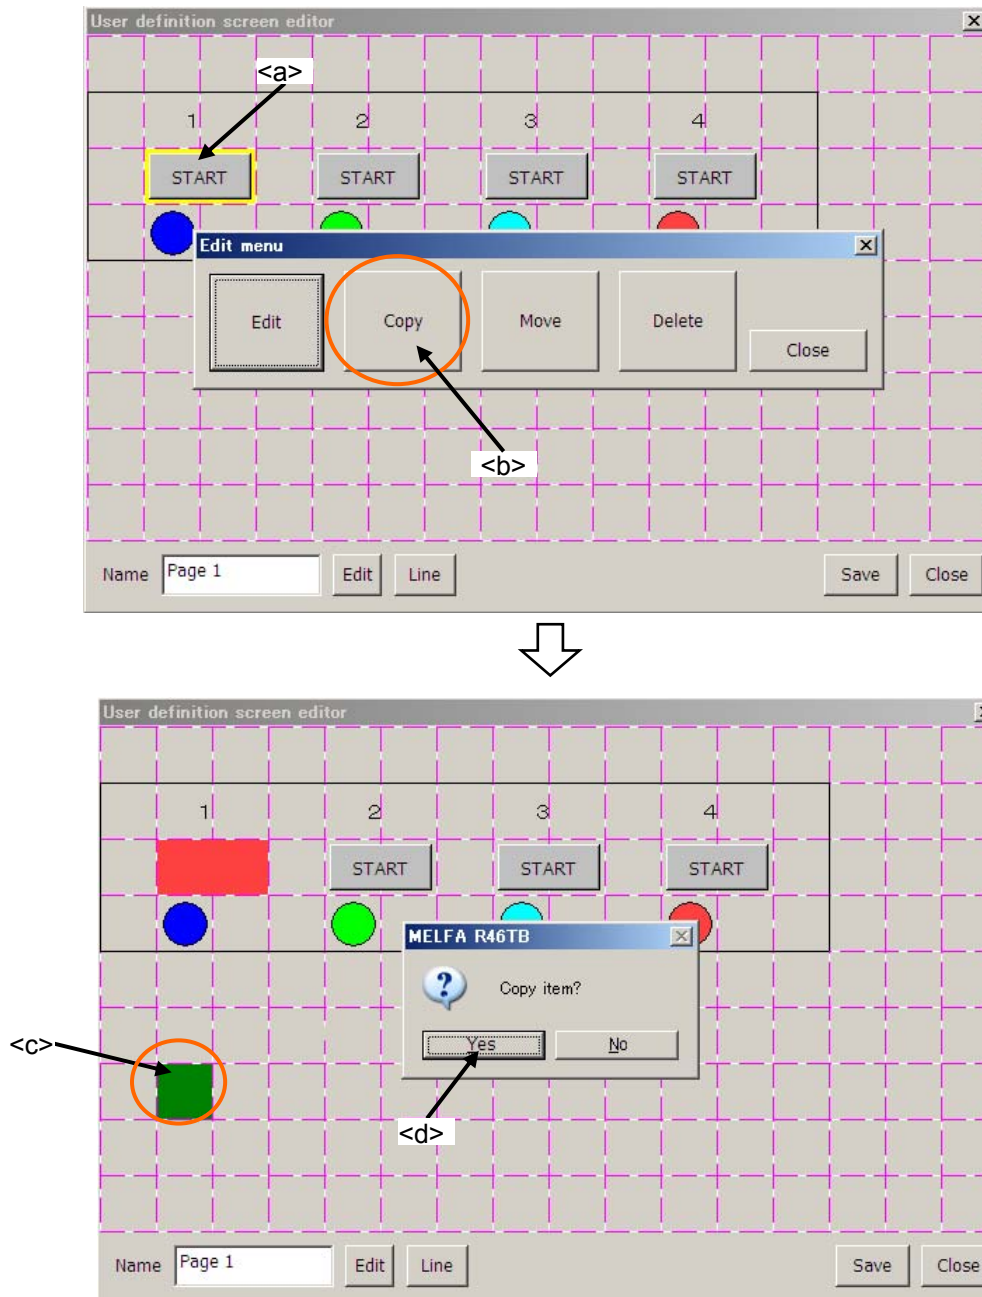 User definition screen editor
<a>
1 2 3 4
START START START START
Edit menu
Edit Copy Move Delete Close
<b>
Name Page 1 Edit Line Save Close
User definition screen editor
1 2 3 4
START START START
MELFA R46TB
Copy item?
Yes No
<c>
<d>
Name Page 1 Edit Line Save Close